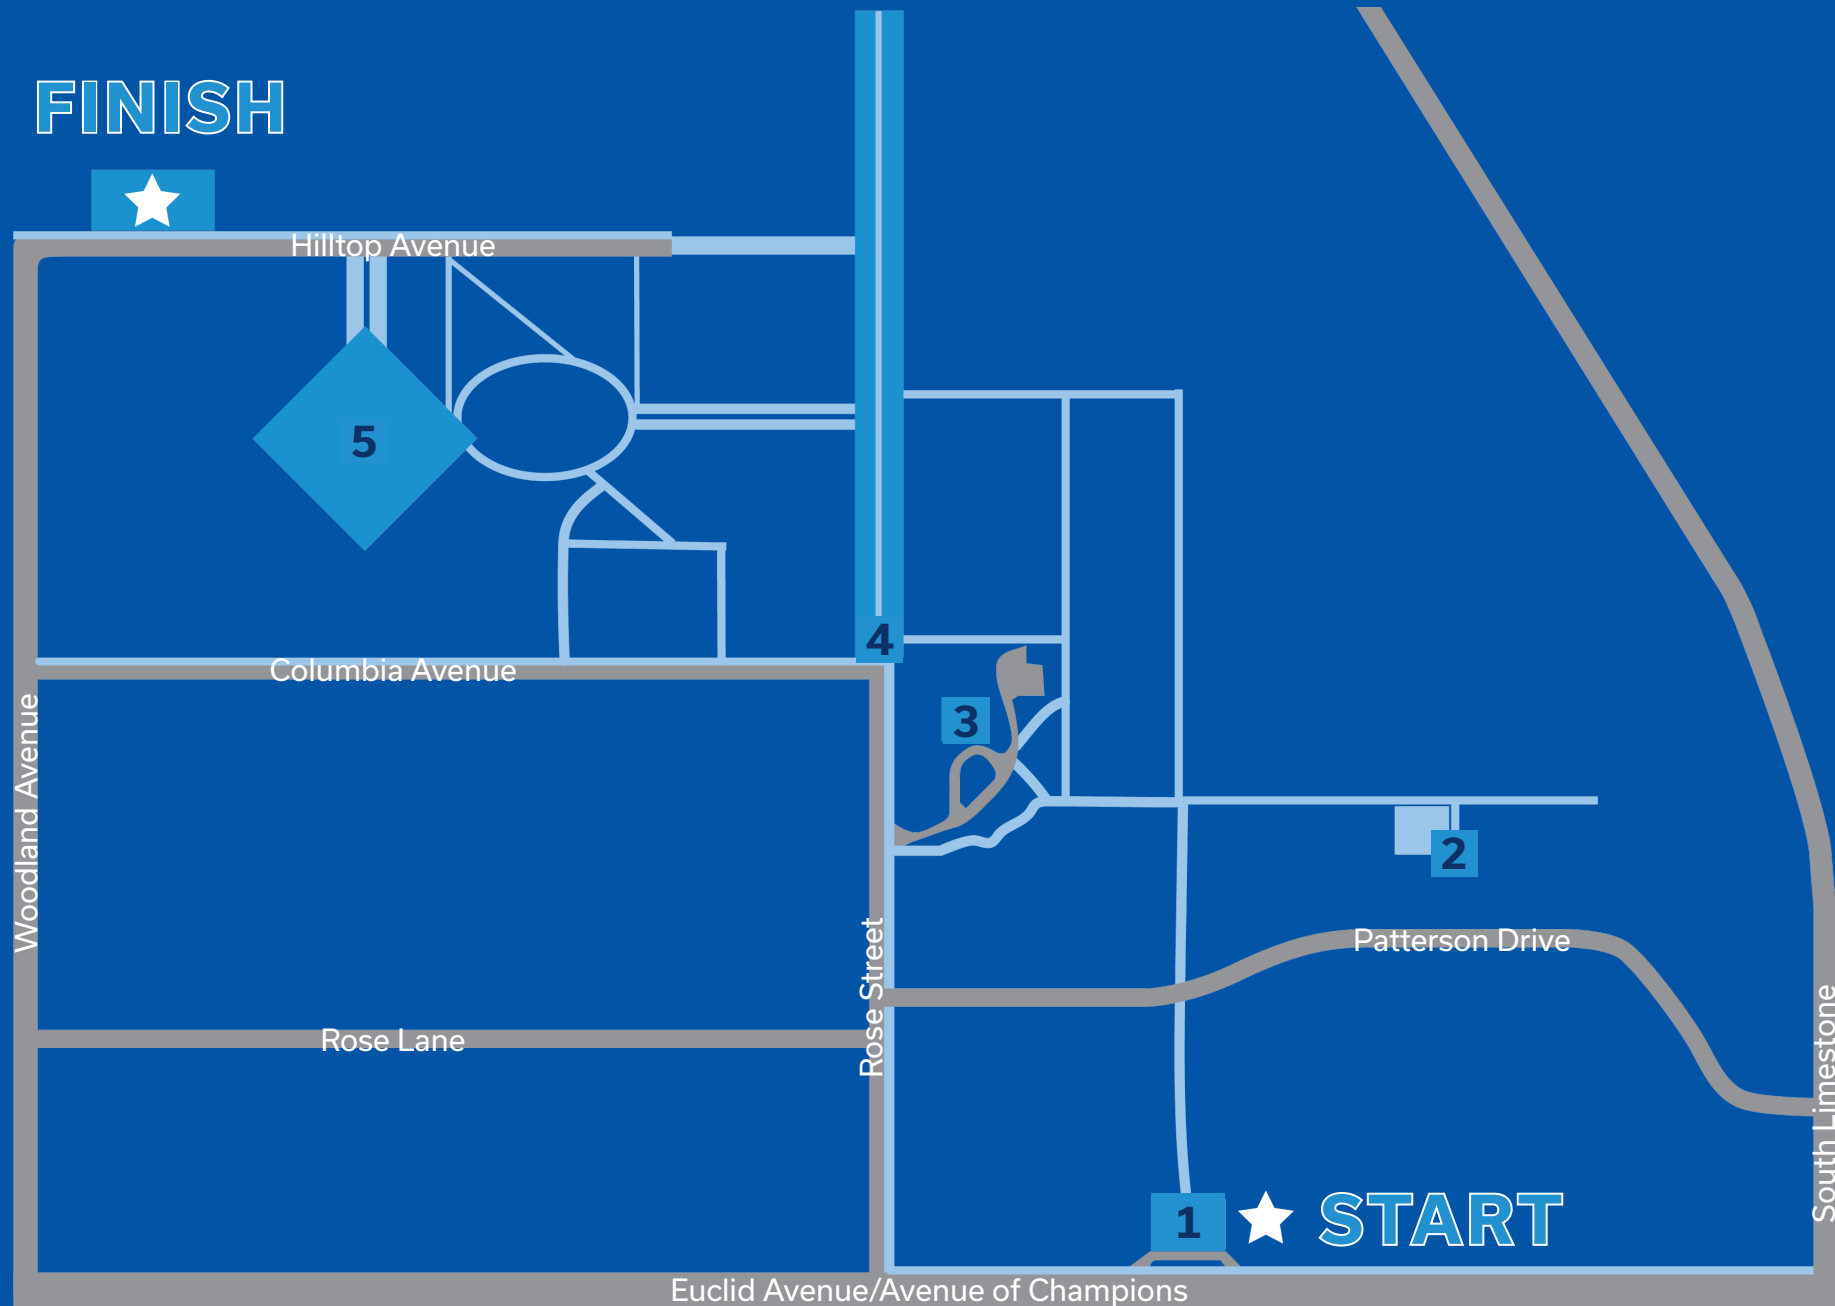 FINISH
Hilltop Avenue
5
4
Columbia Avenue
3
Woodland Avenue
2
Patterson Drive
Rose Street
South Limestone
Rose Lane
1
START
Euclid Avenue/Avenue of Champions